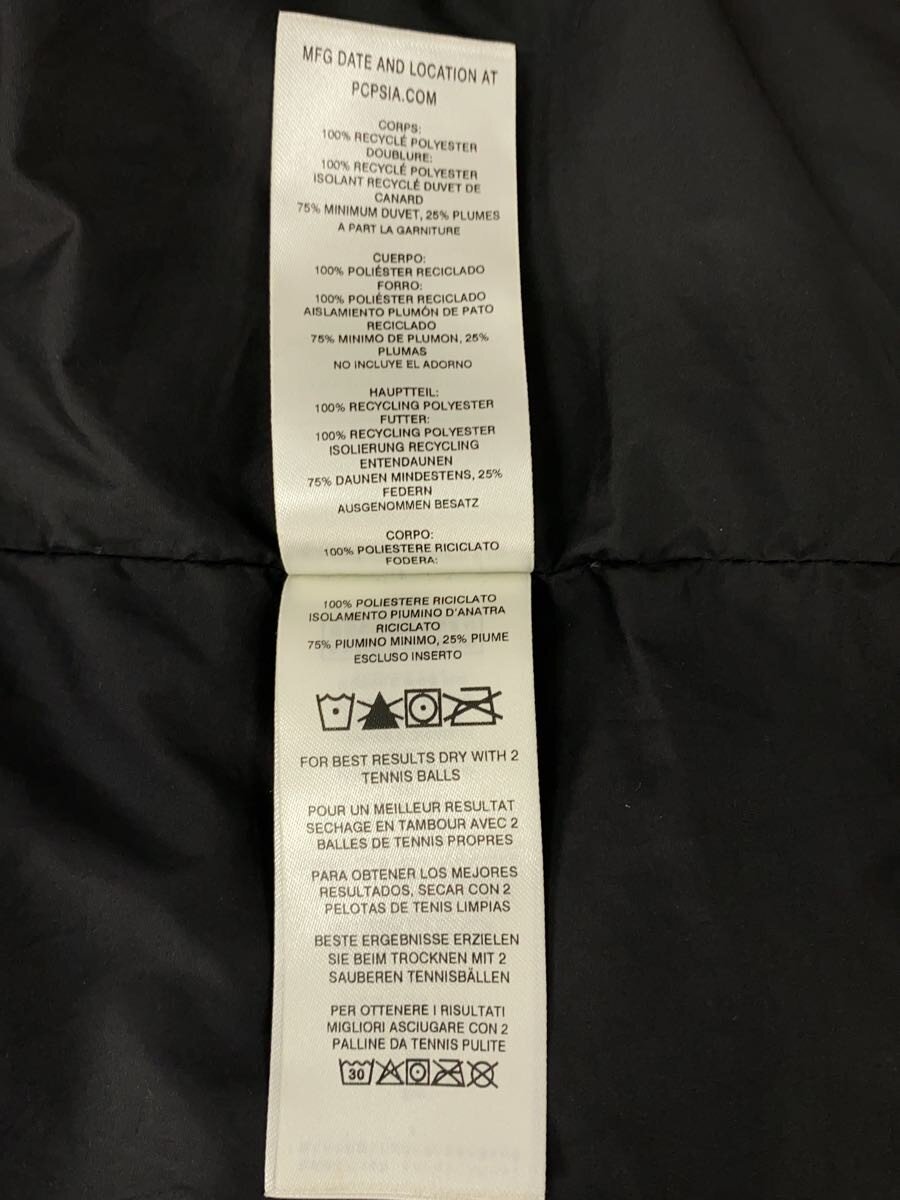 MFG DATE AND LOCATION AT
PCPSIA.COM
CORPS:
100% RECYCLÉ POLYESTER
DOUBLURE:
100% RECYCLÉ POLYESTER
ISOLANT RECYCLÉ DUVET DE
CANARD
75% MINIMUM DUVET, 25% PLUMES
A PART LA GARNITURE
CUERPO:
100% POLIÉSTER RECICLADO
FORRO:
100% POLIÉSTER RECICLADO
AISLAMIENTO PLUMÓN DE PATO
RECICLADO
75% MINIMO DE PLUMON, 25%
PLUMAS
NO INCLUYE EL ADORNO
HAUPTTEIL:
100% RECYCLING POLYESTER
FUTTER:
100% RECYCLING POLYESTER
ISOLIERUNG RECYCLING
ENTENDAUNEN
75% DAUNEN MINDESTENS, 25%
FEDERN
AUSGENOMMEN BESATZ
CORPO:
100% POLIESTERE RICICLATO
FODERA:
100% POLIESTERE RICICLATO
ISOLAMENTO PIUMINO D'ANATRA
RICICLATO
75% PIUMINO MINIMO, 25% PIUME
ESCLUSO INSERTO
FOR BEST RESULTS DRY WITH 2
TENNIS BALLS
POUR UN MEILLEUR RESULTAT
SECHAGE EN TAMBOUR AVEC 2
BALLES DE TENNIS PROPRES
PARA OBTENER LOS MEJORES
RESULTADOS, SECAR CON 2
PELOTAS DE TENIS LIMPIAS
BESTE ERGEBNISSE ERZIELEN
SIE BEIM TROCKNEN MIT 2
SAUBEREN TENNISBÄLLEN
PER OTTENERE I RISULTATI
MIGLIORI ASCIUGARE CON 2
PALLINE DA TENNIS PULITE
30